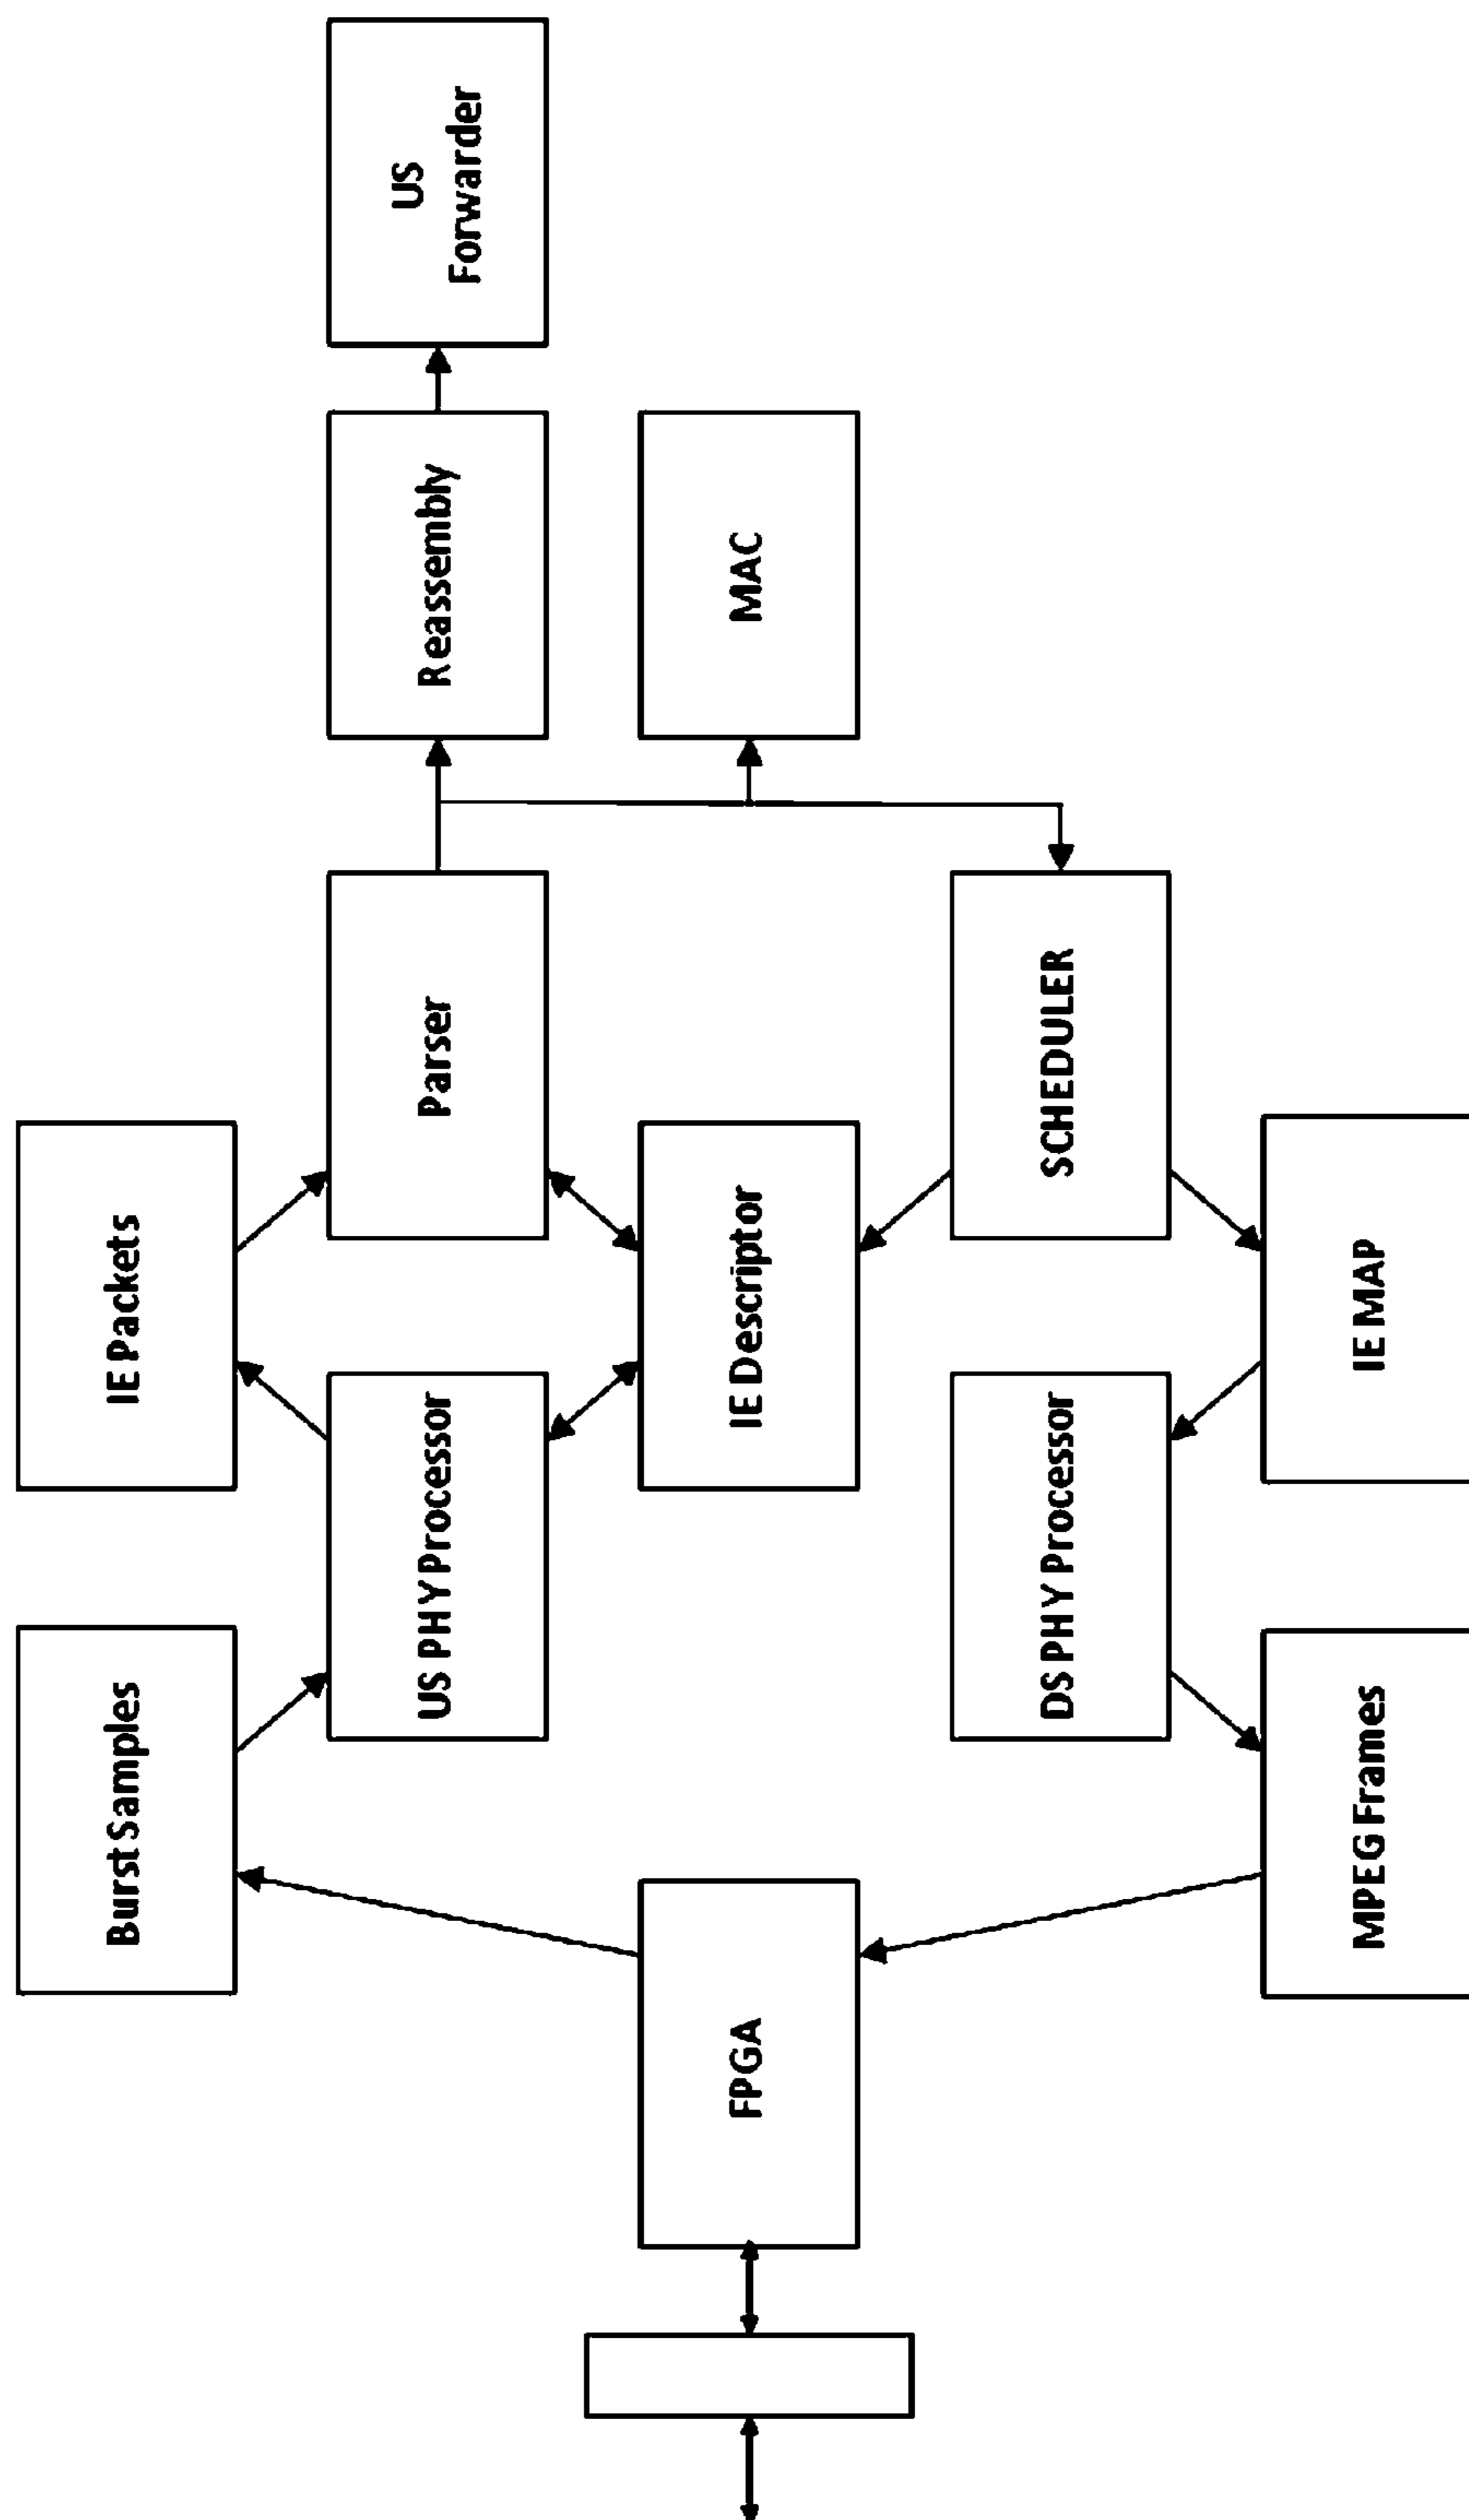 Burst Samples
IE Packets
US PHY Processor
Parser
Reassembly
US
Forwarder
FPGA
IE Descriptor
MAC
DS PHY Processor
SCHEDULER
MPEG Frames
IE MAP